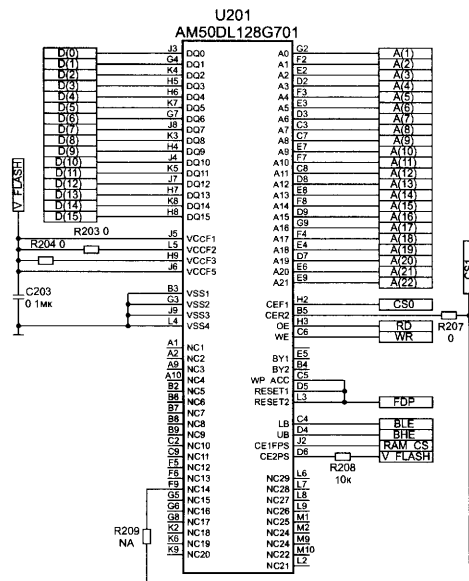 U201
AM50DL128G701
D(0) J3 DQ0 A0 G2 A(1)
D(1) G4 DQ1 A1 F2 A(2)
D(2) K4 DQ2 A2 E2 A(3)
D(3) H5 DQ3 A3 D2 A(4)
D(4) H6 DQ4 A4 F3 A(5)
D(5) K7 DQ5 A5 E3 A(6)
D(6) G7 DQ6 A6 D3 A(7)
D(7) J8 DQ7 A7 C3 A(8)
D(8) K3 DQ8 A8 C7 A(9)
D(9) H4 DQ9 A9 E7 A(10)
D(10) J4 DQ10 A10 F7 A(11)
D(11) K5 DQ11 A11 C8 A(12)
D(12) J7 DQ12 A12 D8 A(13)
D(13) H7 DQ13 A13 E8 A(14)
D(14) K8 DQ14 A14 F8 A(15)
D(15) H8 DQ15 A15 D9 A(16)
A16 G9 A(17)
V_FLASH
R203 0 J5 VCCF1 A17 F4 A(18)
R204 0 L5 VCCF2 A18 E4 A(19)
H9 VCCF3 A19 D7 A(20)
J6 VCCF5 A20 E6 A(21)
A21 E9 A(22)
C203
0 1мк
B3 VSS1 CEF1 H2 CS0
G3 VSS2 CER2 B5
J9 VSS3 OE H3 RD
L4 VSS4 WE C6 WR
R207
0
CS1
A1 NC1 BY1 E5
A2 NC2 BY2 B4
A9 NC3 WP_ACC C5
A10 NC4 RESET1 D5
B2 NC5 RESET2 L3 FDP
B6 NC6
B7 NC7 LB C4 BLE
B8 NC8 UB D4 BHE
B9 NC9 CE1FPS J2 RAM_CS
C2 NC10 CE2PS D6 V_FLASH
R208
10к
C9 NC11
F5 NC12 NC29 L6
F6 NC13 NC28 L7
F9 NC14 NC27 L8
G5 NC15 NC26 L9
G6 NC16 NC25 M1
G8 NC17 NC24 M2
K2 NC18 NC24 M9
K6 NC19 NC22 M10
K9 NC20 NC21 L2
R209
NA